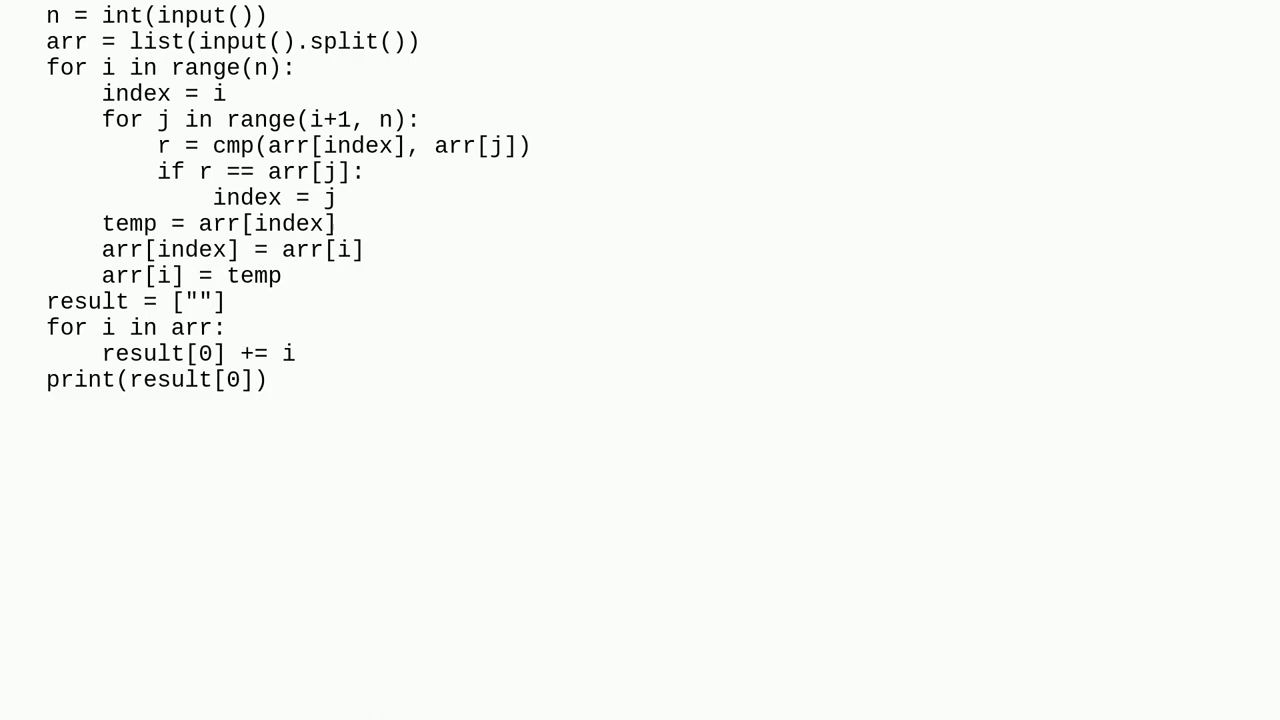 n = int(input())
arr = list(input().split())
for i in range(n):
    index = i
    for j in range(i+1, n):
        r = cmp(arr[index], arr[j])
        if r == arr[j]:
            index = j
    temp = arr[index]
    arr[index] = arr[i]
    arr[i] = temp
result = [""]
for i in arr:
    result[0] += i
print(result[0])